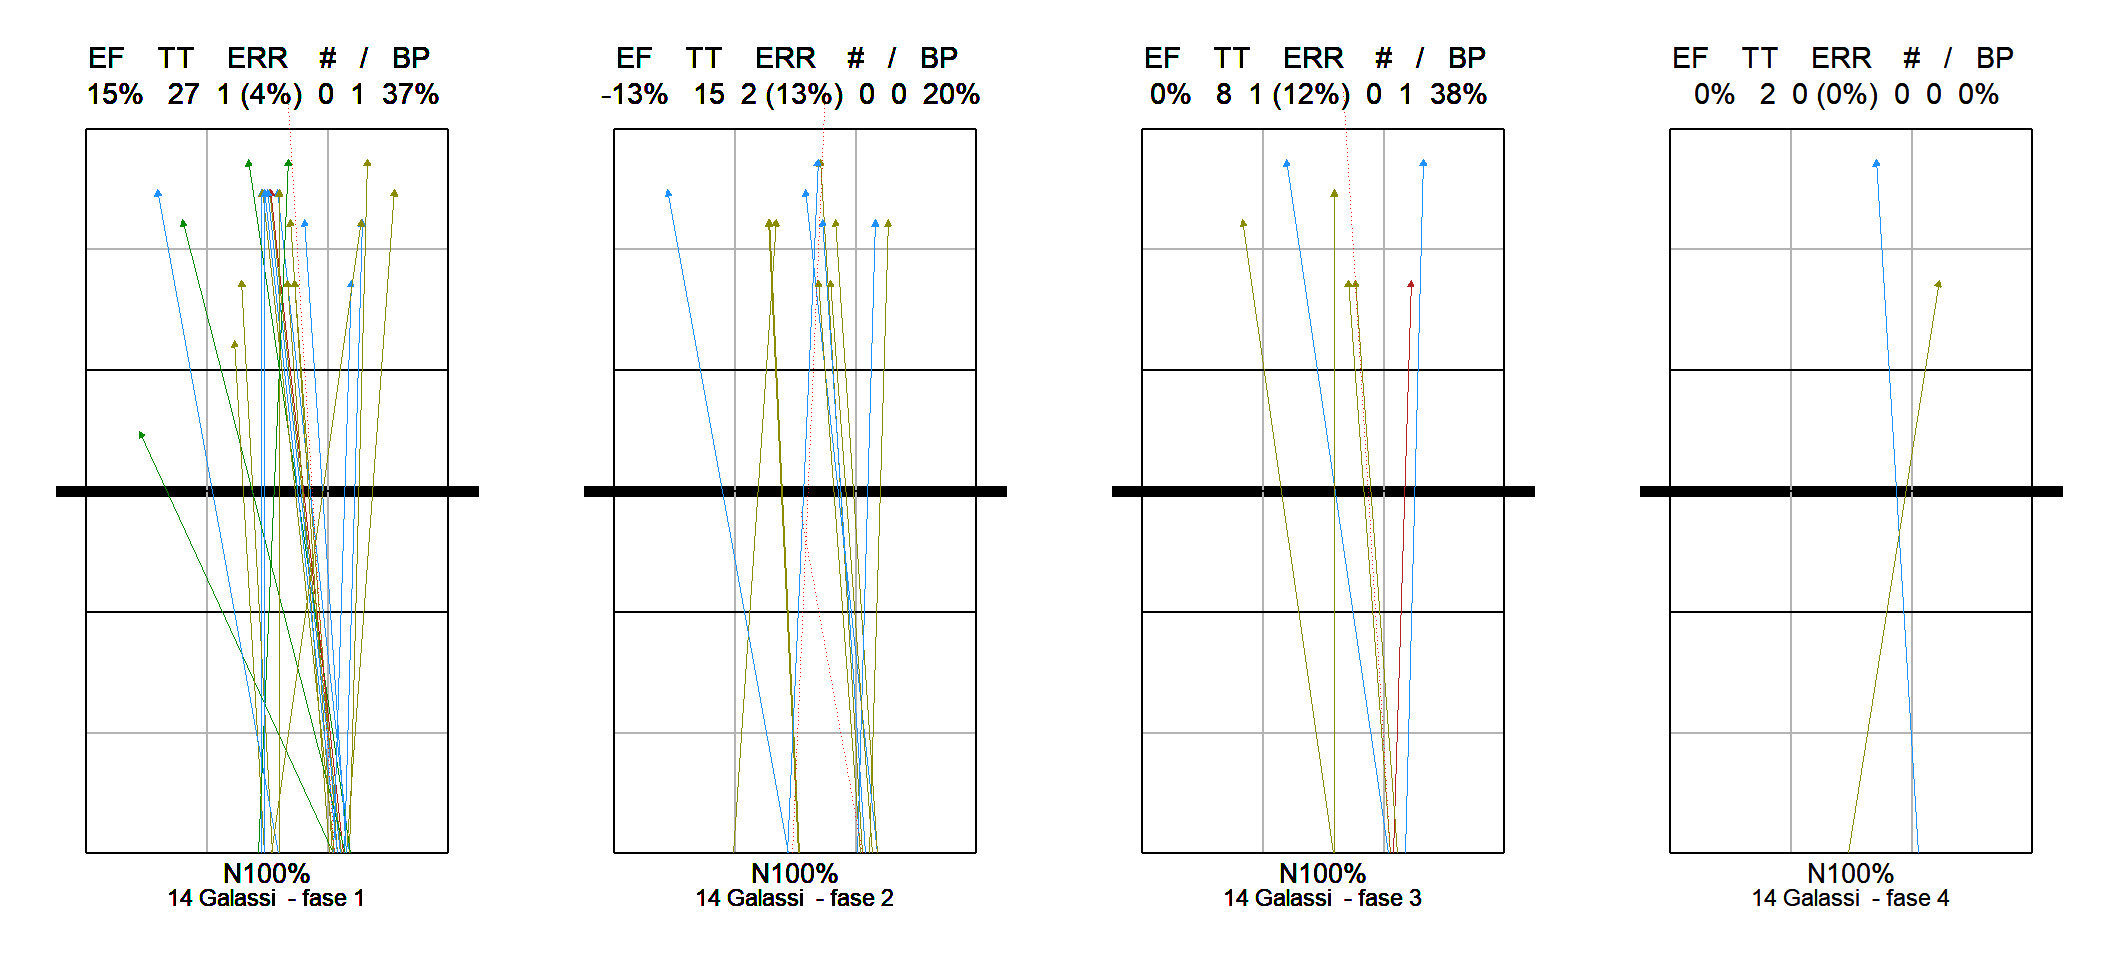 EF TT ERR # / BP EF TT ERR # / BP EF TT ERR # / BP EF TT ERR # / BP
15% 27 1 (4%) 0 1 37% -13% 15 2 (13%) 0 0 20% 0% 8 1 (12%) 0 1 38% 0% 2 0 (0%) 0 0 0%
N100% N100% N100% N100%
14 Galassi - fase 1 14 Galassi - fase 2 14 Galassi - fase 3 14 Galassi - fase 4